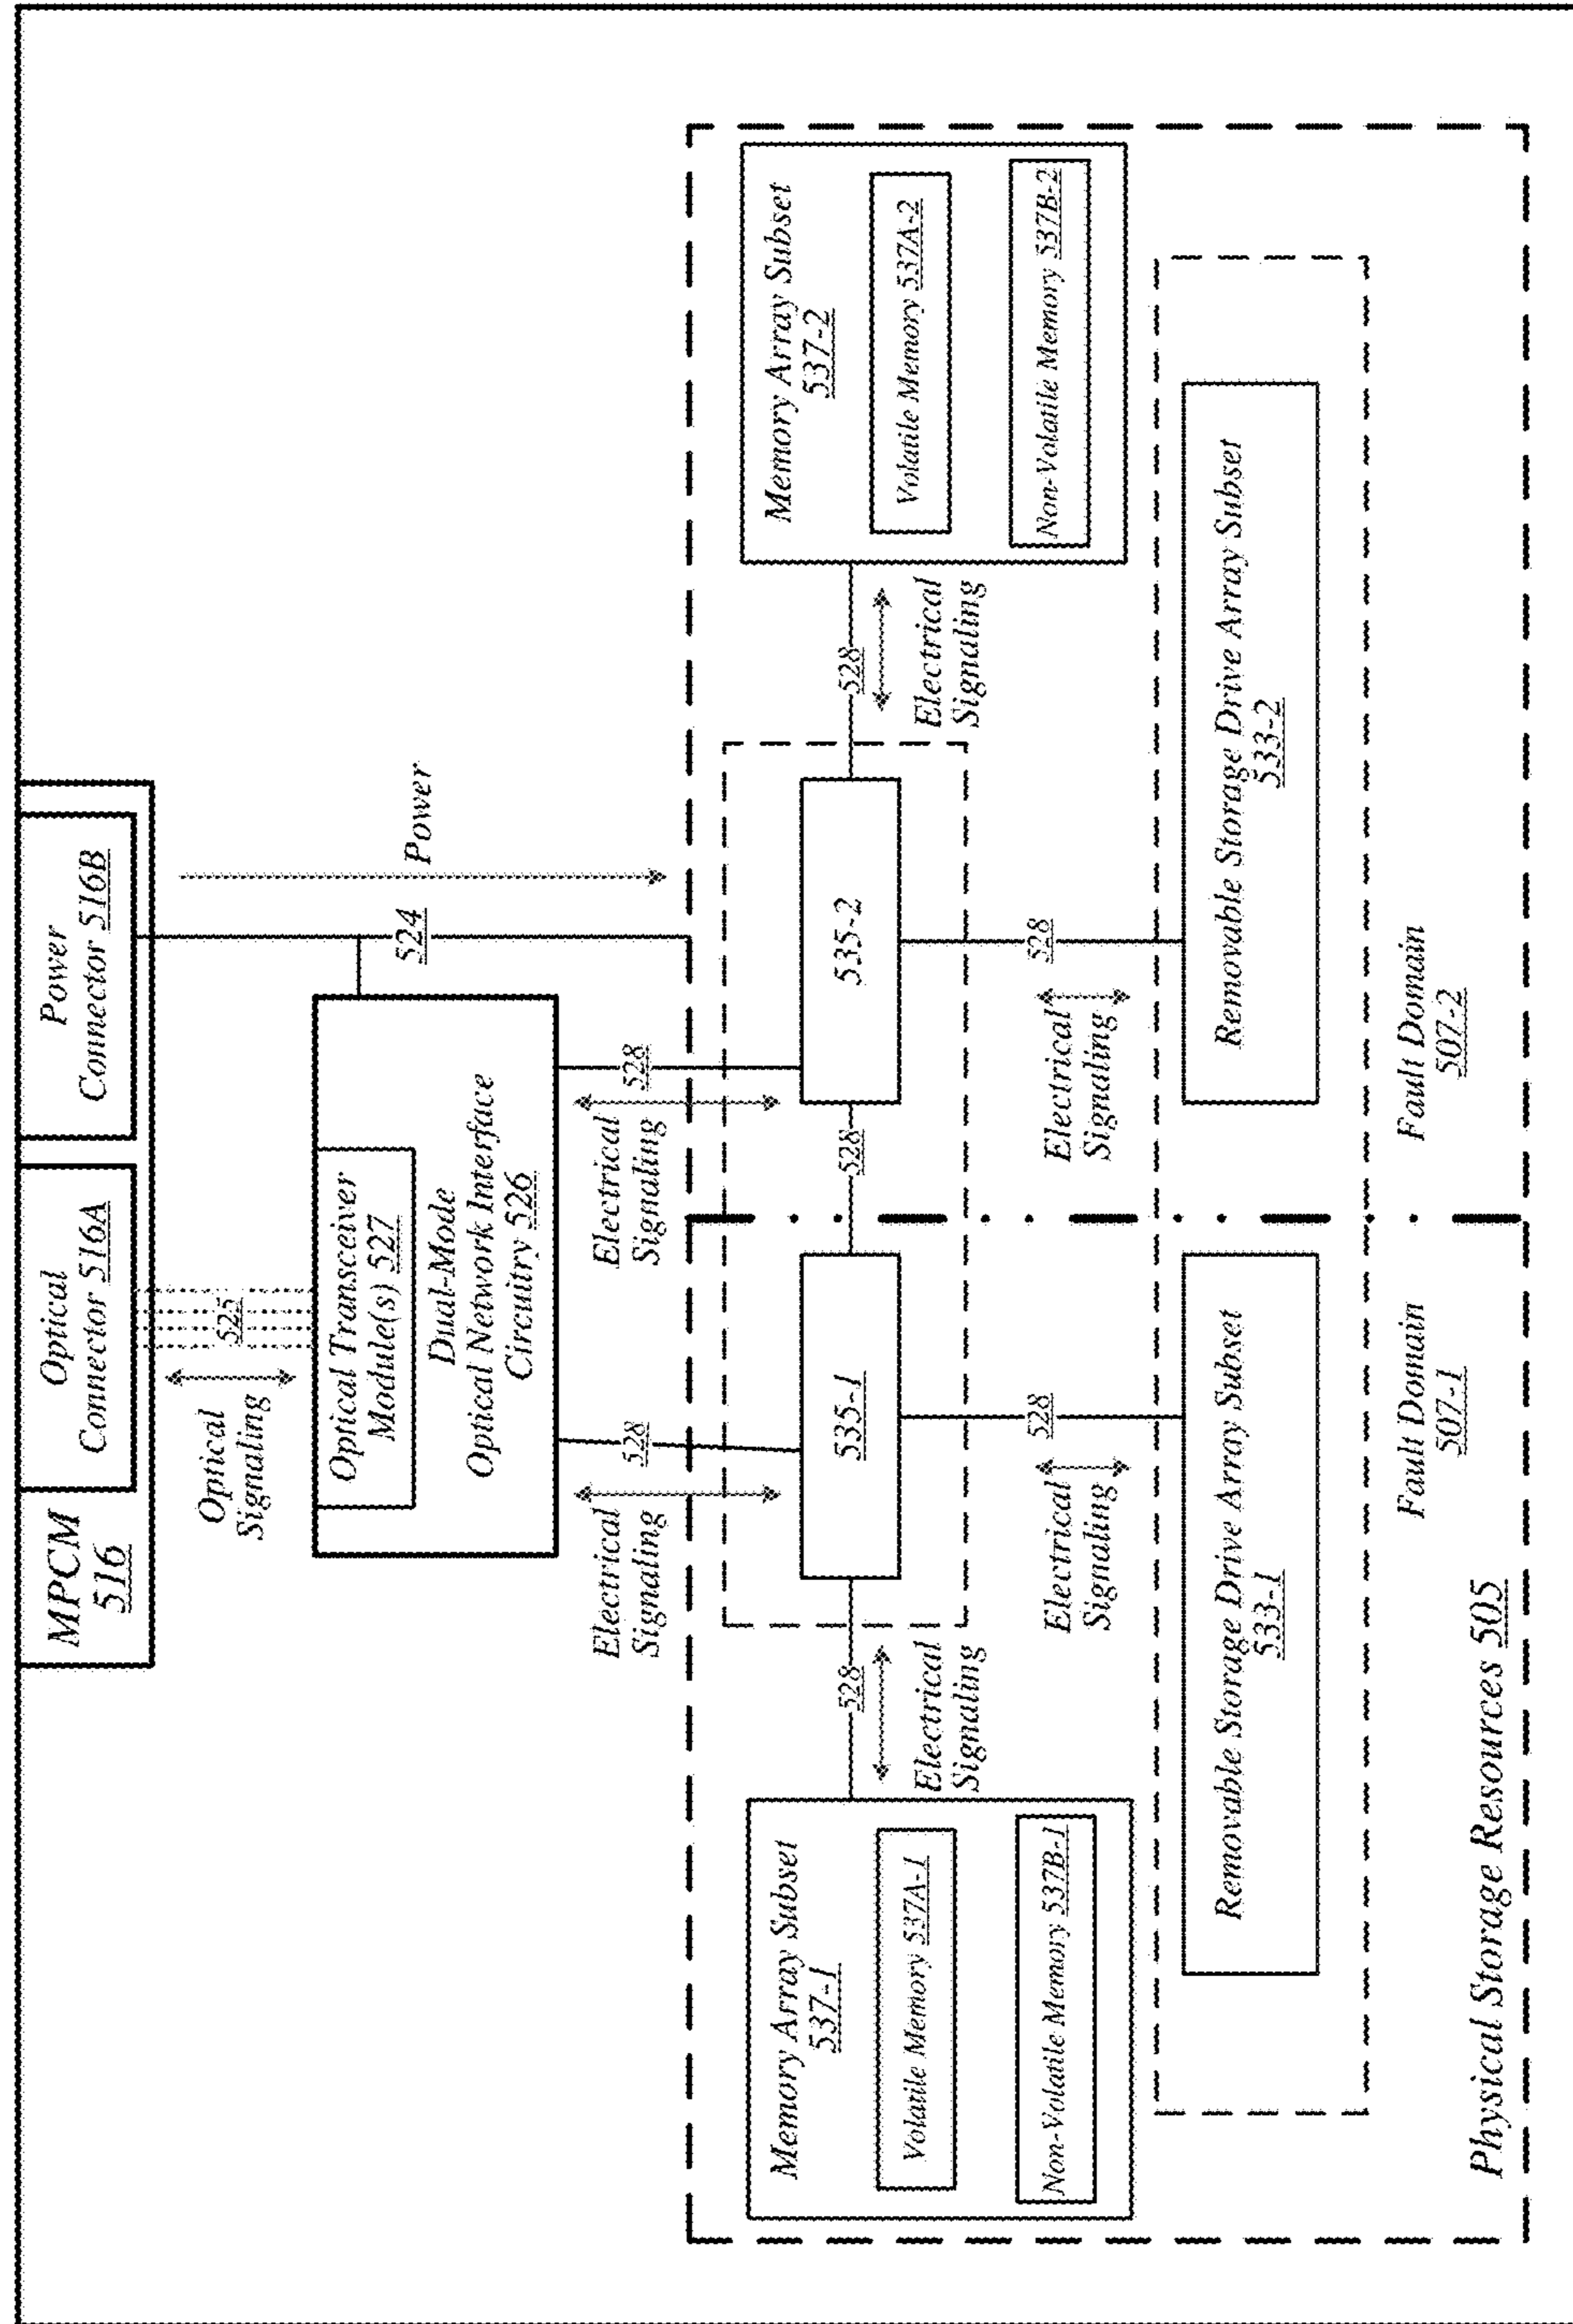 MPCM
516
Optical
Connector 516A
Power
Connector 516B
Optical
Signaling
525
Power
524
Optical Transceiver
Module(s) 527
Dual-Mode
Optical Network Interface
Circuitry 526
Electrical
Signaling
528
Electrical
Signaling
528
Memory Array Subset
537-1
Volatile Memory 537A-1
Non-Volatile Memory 537B-1
528
Electrical
Signaling
535-1
528
535-2
528
Electrical
Signaling
Memory Array Subset
537-2
Volatile Memory 537A-2
Non-Volatile Memory 537B-2
Electrical
Signaling
528
Electrical
Signaling
528
Removable Storage Drive Array Subset
533-1
Removable Storage Drive Array Subset
533-2
Fault Domain
507-1
Fault Domain
507-2
Physical Storage Resources 505